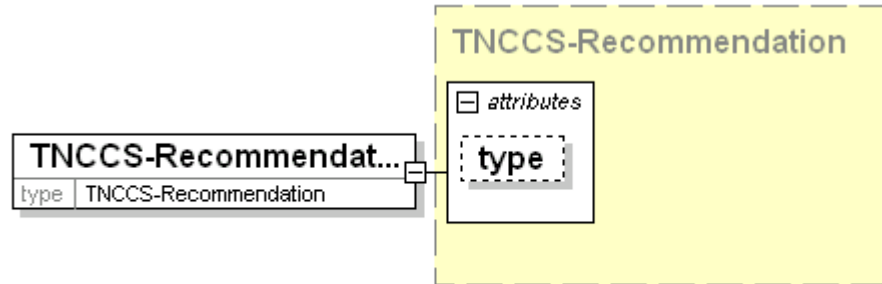 TNCCS-Recommendation
attributes
TNCCS-Recommendat...
type
type TNCCS-Recommendation